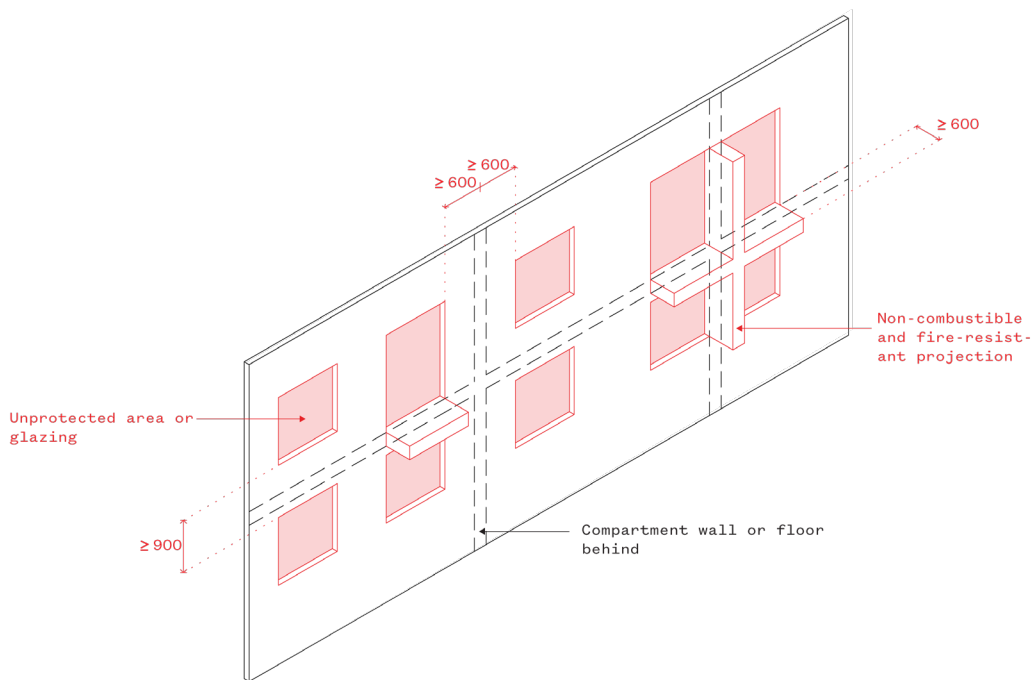 ≥ 600
≥ 600
≥ 600
Non-combustible
and fire-resist-
ant projection
Unprotected area or
glazing
≥ 900
Compartment wall or floor
behind